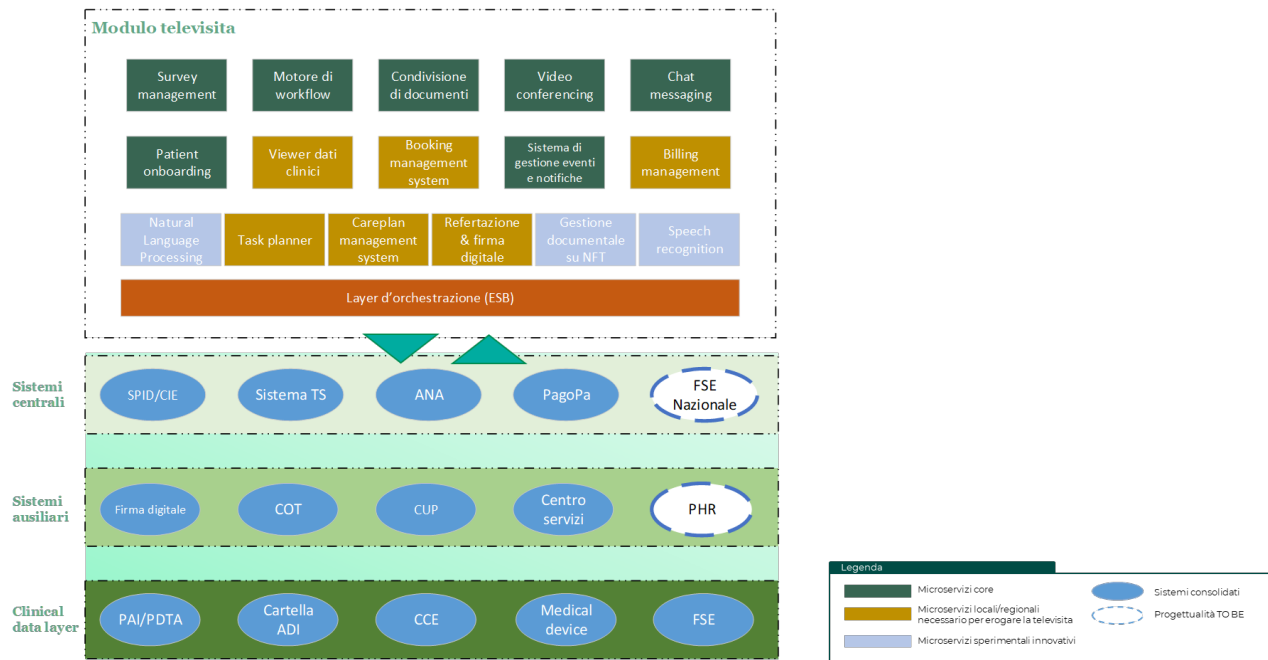 Modulo televisita
Survey
management
Motore di
workflow
Condivisione
di documenti
Video
conferencing
Chat
messaging
Patient
onboarding
Viewer dati
clinici
Booking
management
system
Sistema di
gestione eventi
e notifiche
Billing
management
Natural
Language
Processing
Task planner
Careplan
management
system
Refertazione
& firma
digitale
Gestione
documentale
su NFT
Speech
recognition
Layer d'orchestrazione (ESB)
Sistemi
centrali
SPID/CIE
Sistema TS
ANA
PagoPa
FSE
Nazionale
Sistemi
ausiliari
Firma digitale
COT
CUP
Centro
servizi
PHR
Clinical
data layer
PAI/PDTA
Cartella
ADI
CCE
Medical
device
FSE
Legenda
Microservizi core
Microservizi locali/regionali
necessario per erogare la televisita
Microservizi sperimentali innovativi
Sistemi consolidati
Progettualità TO BE